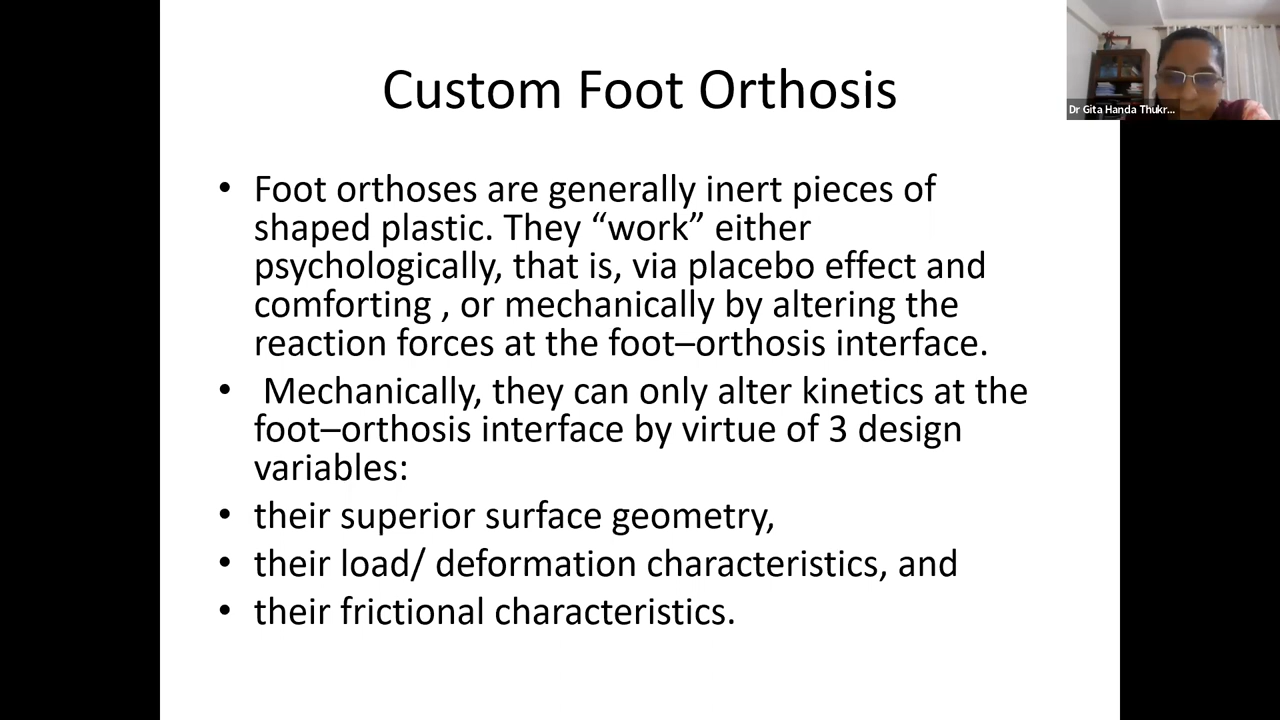 Custom Foot Orthosis
Dr Gita Handa Thukr...
• Foot orthoses are generally inert pieces of
shaped plastic. They “work” either
psychologically, that is, via placebo effect and
comforting , or mechanically by altering the
reaction forces at the foot–orthosis interface.
• Mechanically, they can only alter kinetics at the
foot–orthosis interface by virtue of 3 design
variables:
• their superior surface geometry,
• their load/ deformation characteristics, and
• their frictional characteristics.